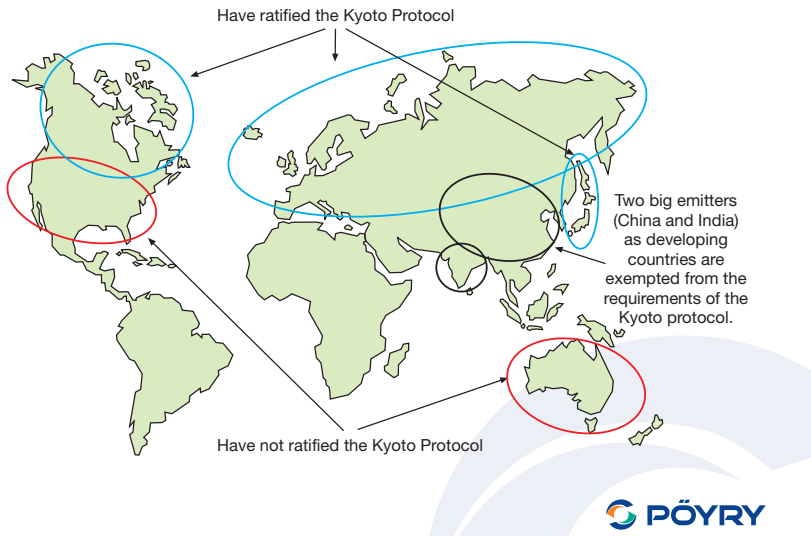 Have ratified the Kyoto Protocol
Two big emitters
(China and India)
as developing
countries are
exempted from the
requirements of the
Kyoto protocol.
Have not ratified the Kyoto Protocol
PÖYRY